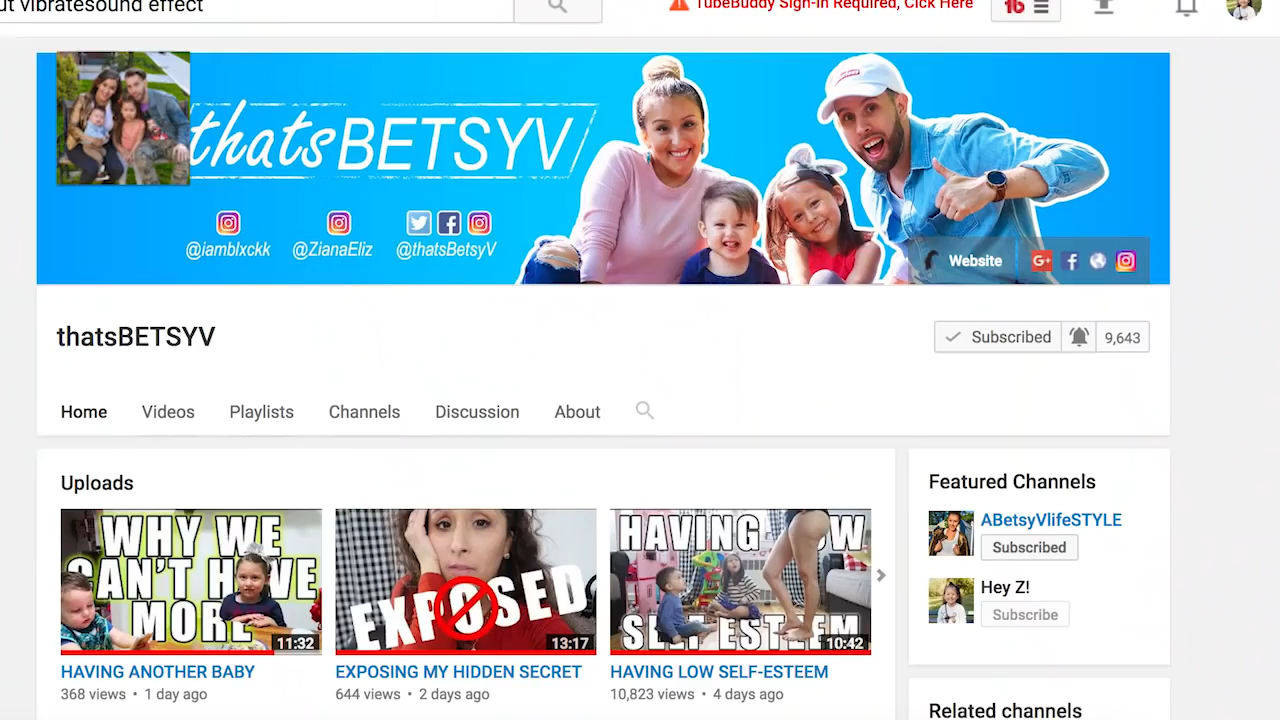 ut vibratesound effect
TubeBuddy Sign-in Required, Click Here
thatsBETSYV
@iamblxckk @ZianaEliz @thatsBetsyV
Website
G+
thatsBETSYV
Subscribed 9,643
Home Videos Playlists Channels Discussion About
Uploads
WHY WE
CAN'T HAVE
MORE
11:32
EXPOSED
13:17
HAVING LOW
SELF ESTEEM
10:42
HAVING ANOTHER BABY
368 views • 1 day ago
EXPOSING MY HIDDEN SECRET
644 views • 2 days ago
HAVING LOW SELF-ESTEEM
10,823 views • 4 days ago
Featured Channels
ABetsyVlifeSTYLE
Subscribed
Hey Z!
Subscribe
Related channels